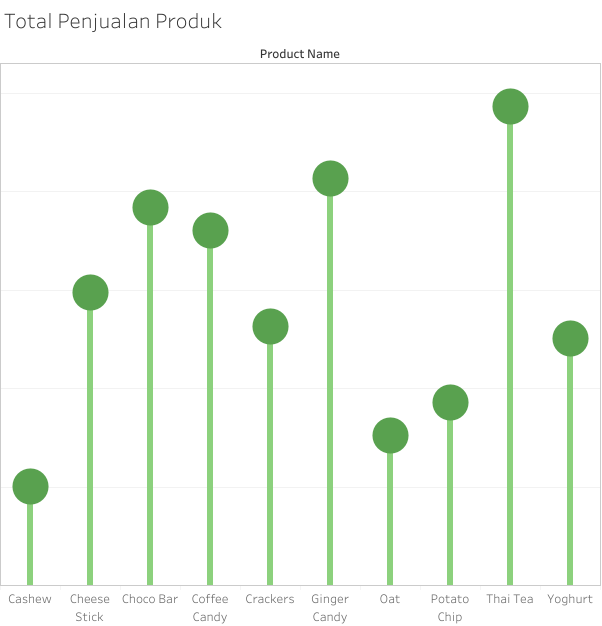 Total Penjualan Produk
Product Name
Cashew Cheese Choco Bar Coffee Crackers Ginger Oat Potato Thai Tea Yoghurt
Stick Candy Candy Chip